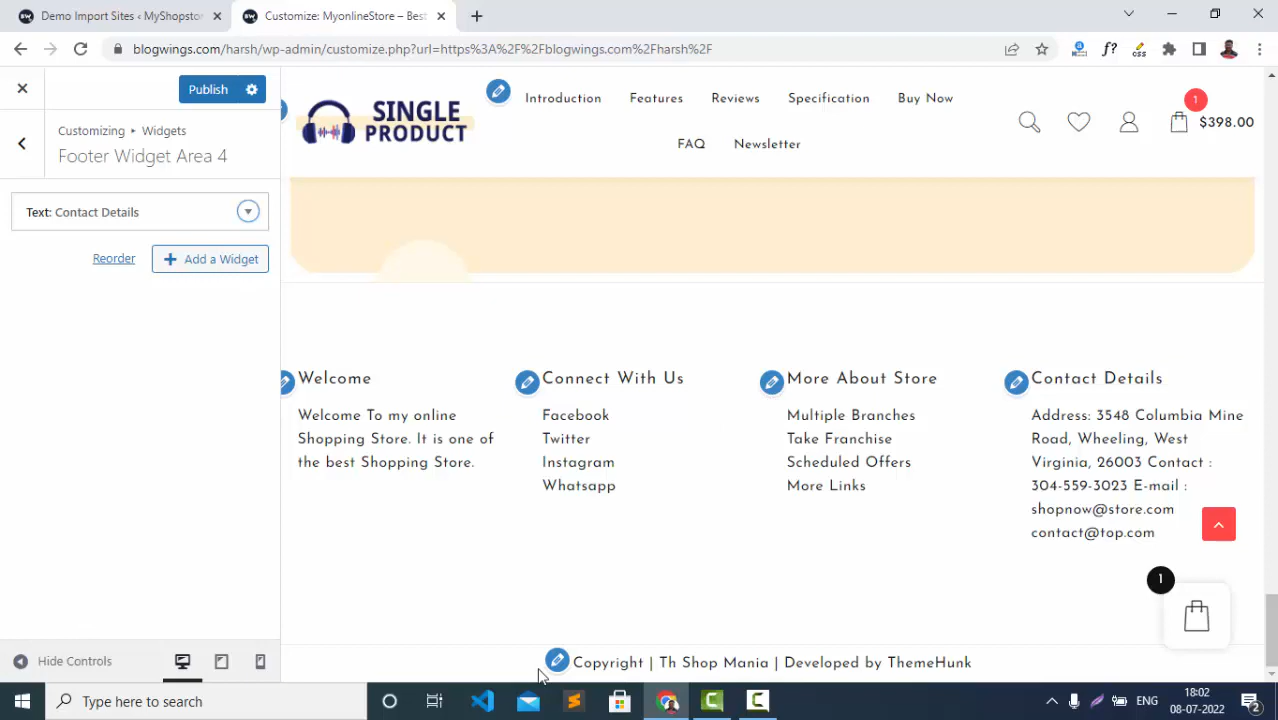 Demo Import Sites ‹ MyShopstor
Customize: MyonlineStore – Best
blogwings.com/harsh/wp-admin/customize.php?url=https%3A%2F%2Fblogwings.com%2Fharsh%2F
Publish
Customizing ▸ Widgets
Footer Widget Area 4
Text: Contact Details
Reorder
Add a Widget
Hide Controls
SINGLE
PRODUCT
Introduction Features Reviews Specification Buy Now
FAQ Newsletter
1
$398.00
Welcome
Welcome To my online
Shopping Store. It is one of
the best Shopping Store.
Connect With Us
Facebook
Twitter
Instagram
Whatsapp
More About Store
Multiple Branches
Take Franchise
Scheduled Offers
More Links
Contact Details
Address: 3548 Columbia Mine
Road, Wheeling, West
Virginia, 26003 Contact :
304-559-3023 E-mail :
shopnow@store.com
contact@top.com
1
Copyright | Th Shop Mania | Developed by ThemeHunk
Type here to search
ENG
18:02
08-07-2022
2